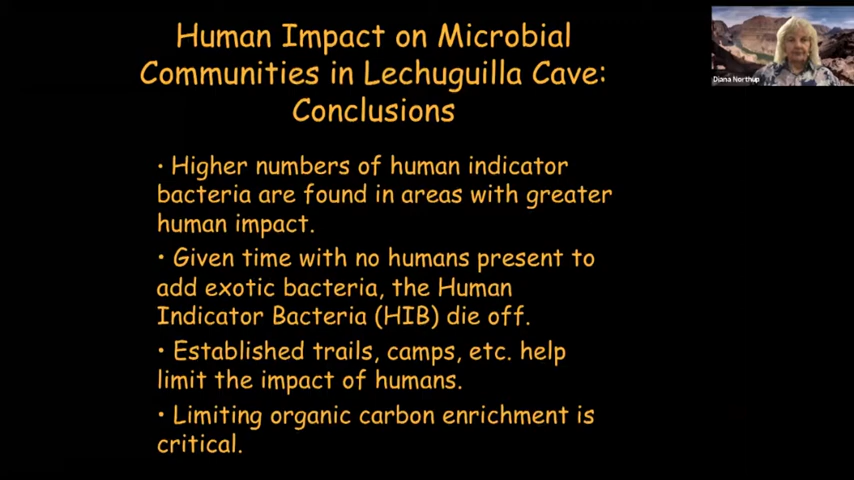 Human Impact on Microbial
Communities in Lechuguilla Cave:
Conclusions
• Higher numbers of human indicator
bacteria are found in areas with greater
human impact.
• Given time with no humans present to
add exotic bacteria, the Human
Indicator Bacteria (HIB) die off.
• Established trails, camps, etc. help
limit the impact of humans.
• Limiting organic carbon enrichment is
critical.
Diana Northup